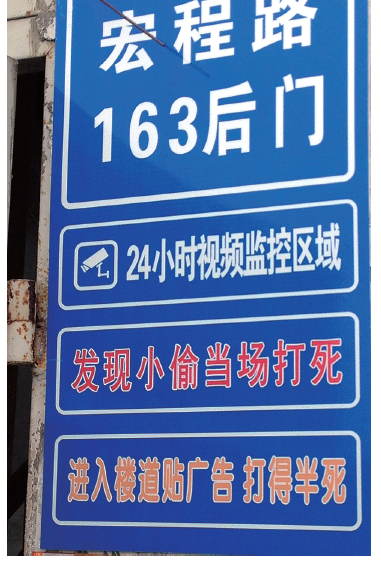 宏程路
163后门
24小时视频监控区域
发现小偷当场打死
进入楼道贴广告 打得半死